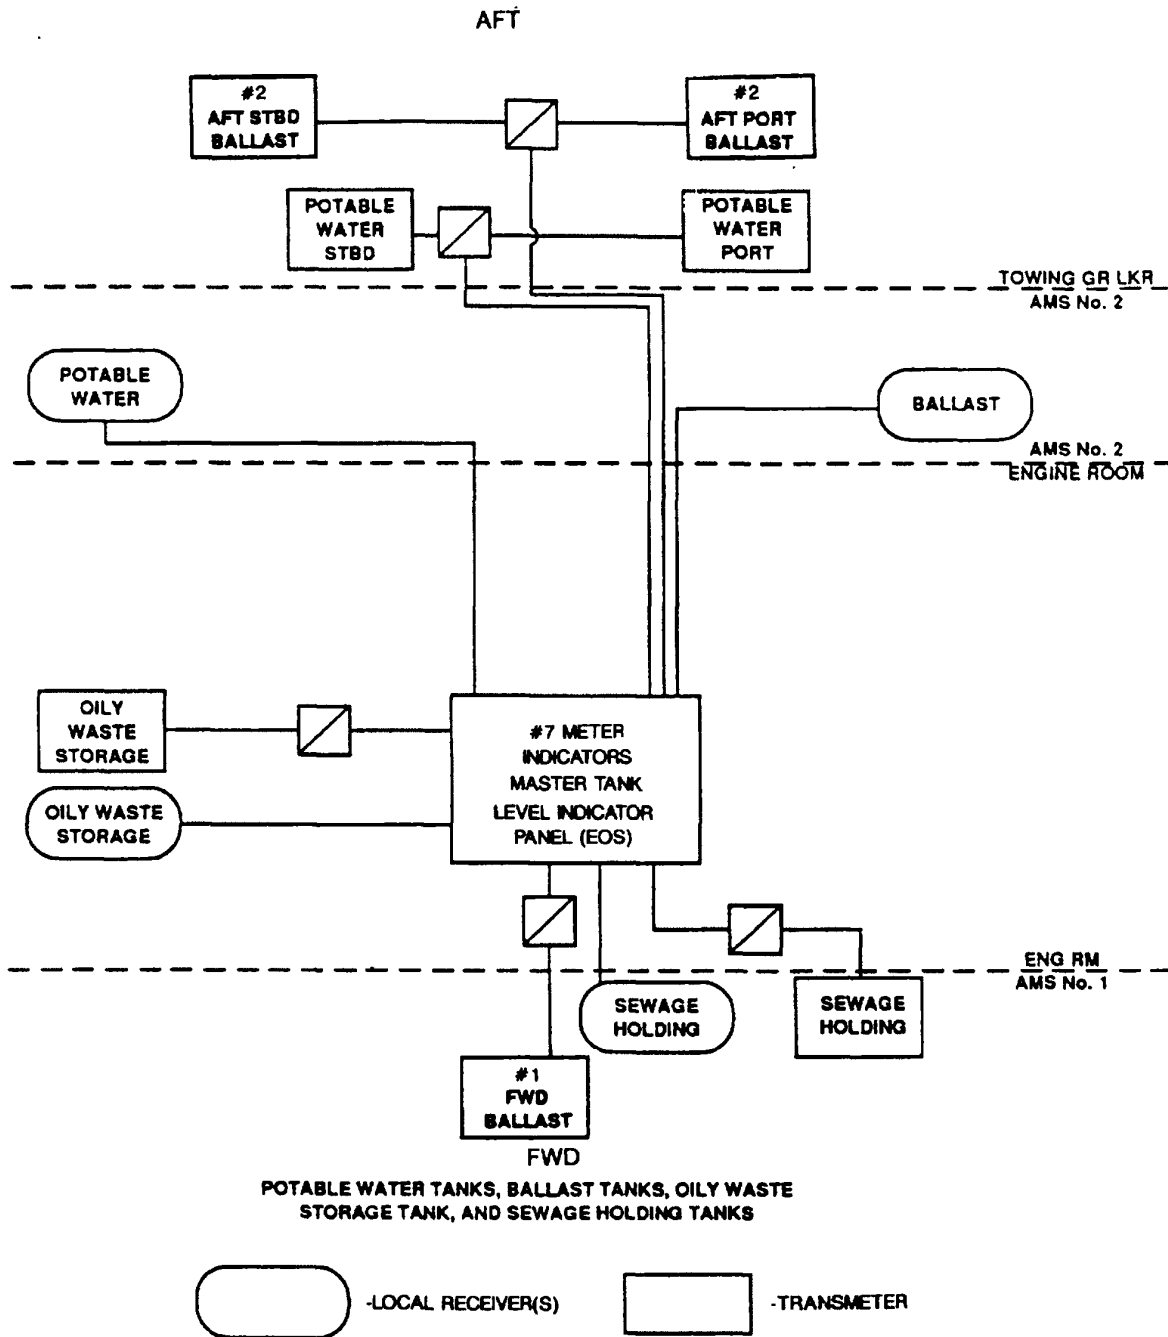 AFT
#2
AFT STBD
BALLAST
#2
AFT PORT
BALLAST
POTABLE
WATER
STBD
POTABLE
WATER
PORT
TOWING GR LKR
AMS No. 2
POTABLE
WATER
BALLAST
AMS No. 2
ENGINE ROOM
OILY
WASTE
STORAGE
#7 METER
INDICATORS
MASTER TANK
LEVEL INDICATOR
PANEL (EOS)
OILY WASTE
STORAGE
ENG RM
AMS No. 1
SEWAGE
HOLDING
SEWAGE
HOLDING
#1
FWD
BALLAST
FWD
POTABLE WATER TANKS, BALLAST TANKS, OILY WASTE
STORAGE TANK, AND SEWAGE HOLDING TANKS
-LOCAL RECEIVER(S)
-TRANSMETER